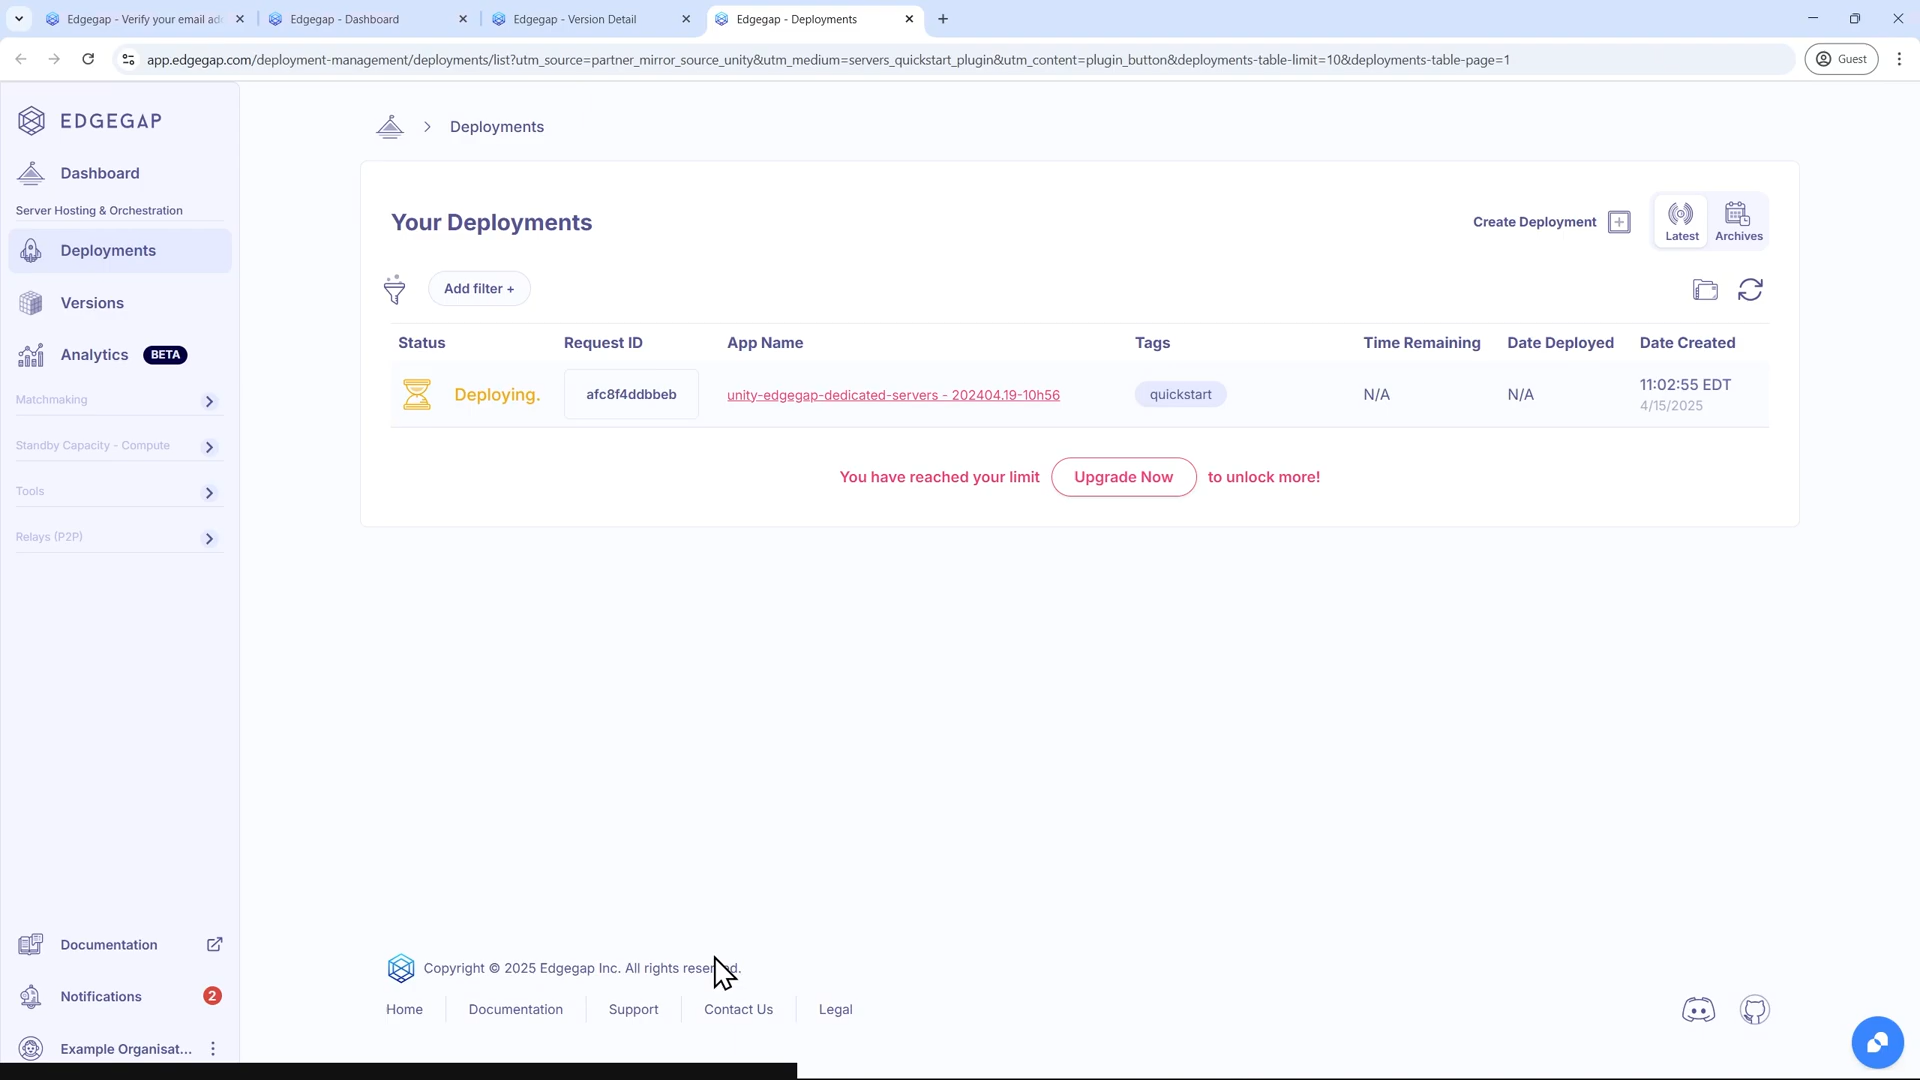 Edgegap - Verify your email ad
Edgegap - Dashboard
Edgegap - Version Detail
Edgegap - Deployments
app.edgegap.com/deployment-management/deployments/list?utm_source=partner_mirror_source_unity&utm_medium=servers_quickstart_plugin&utm_content=plugin_button&deployments-table-limit=10&deployments-table-page=1
Guest
EDGEGAP
Dashboard
Server Hosting & Orchestration
Deployments
Versions
Analytics BETA
Matchmaking
Standby Capacity - Compute
Tools
Relays (P2P)
Documentation
Notifications 2
Example Organisat...
Deployments
Your Deployments
Create Deployment
Latest
Archives
Add filter +
Status Request ID App Name Tags Time Remaining Date Deployed Date Created
Deploying. afc8f4ddbbeb unity-edgegap-dedicated-servers - 202404.19-10h56 quickstart N/A N/A 11:02:55 EDT
4/15/2025
You have reached your limit Upgrade Now to unlock more!
Copyright © 2025 Edgegap Inc. All rights
Home Documentation Support Contact Us Legal